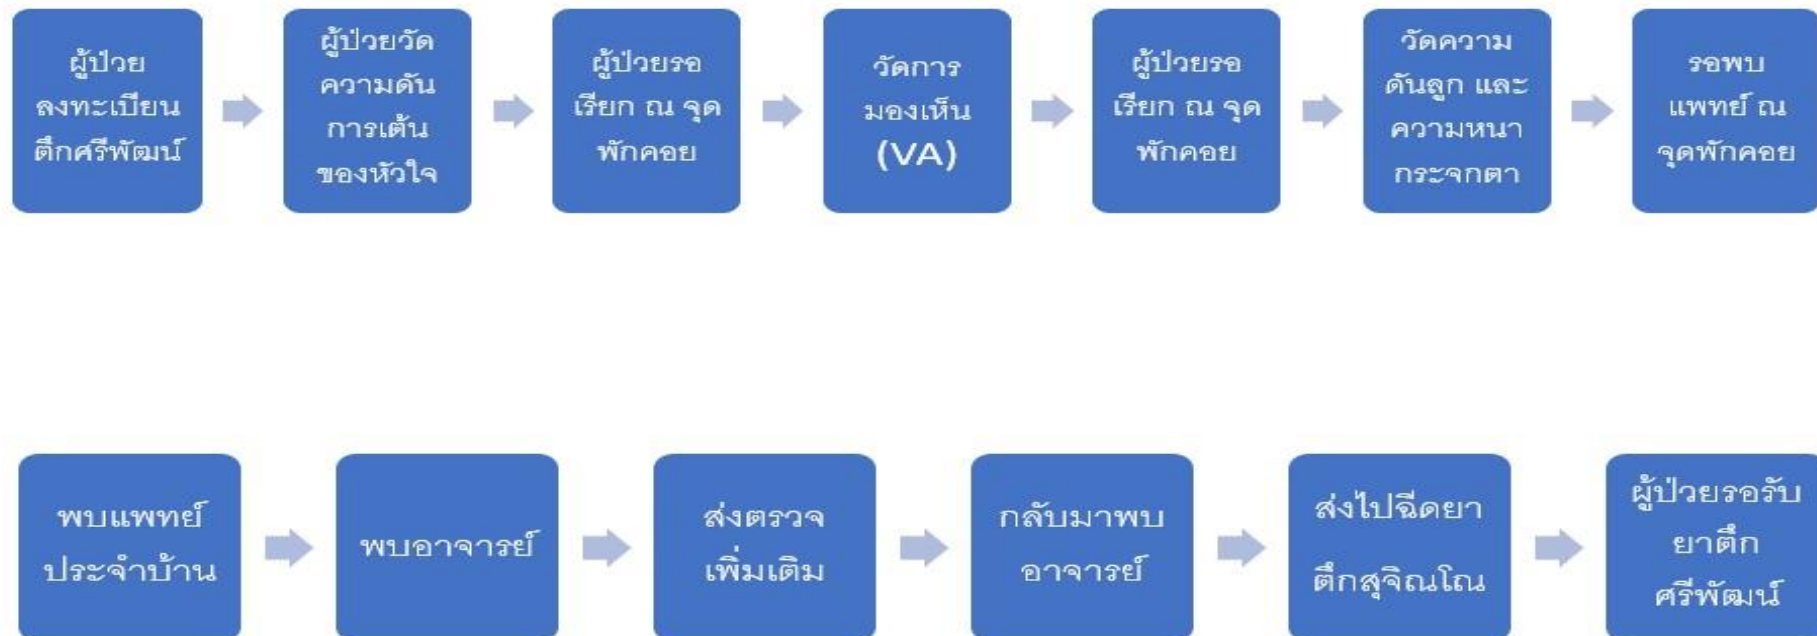 ผู้ป่วย
ลงทะเบียน
ตึกศรีพัฒน์
ผู้ป่วยวัด
ความดัน
การเต้น
ของหัวใจ
ผู้ป่วยรอ
เรียก ณ จุด
พักคอย
วัดการ
มองเห็น
(VA)
ผู้ป่วยรอ
เรียก ณ จุด
พักคอย
วัดความ
ดันลูก และ
ความหนา
กระจกตา
รอพบ
แพทย์ ณ
จุดพักคอย
พบแพทย์
ประจำบ้าน
พบอาจารย์
ส่งตรวจ
เพิ่มเติม
กลับมาพบ
อาจารย์
ส่งไปฉีดยา
ตึกสุจิณโณ
ผู้ป่วยรอรับ
ยาตึก
ศรีพัฒน์